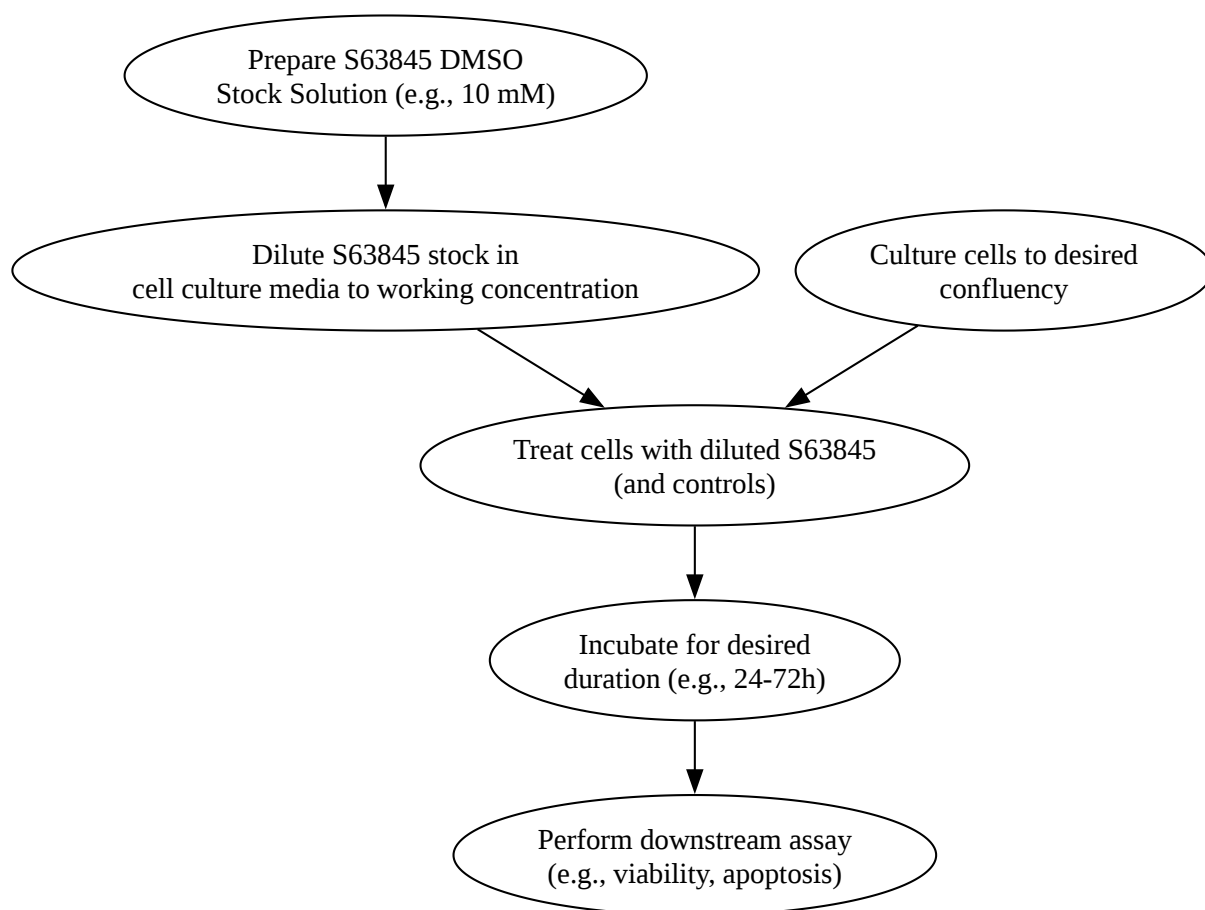 Prepare S63845 DMSO
Stock Solution (e.g., 10 mM)
Dilute S63845 stock in
cell culture media to working concentration
Culture cells to desired
confluency
Treat cells with diluted S63845
(and controls)
Incubate for desired
duration (e.g., 24-72h)
Perform downstream assay
(e.g., viability, apoptosis)